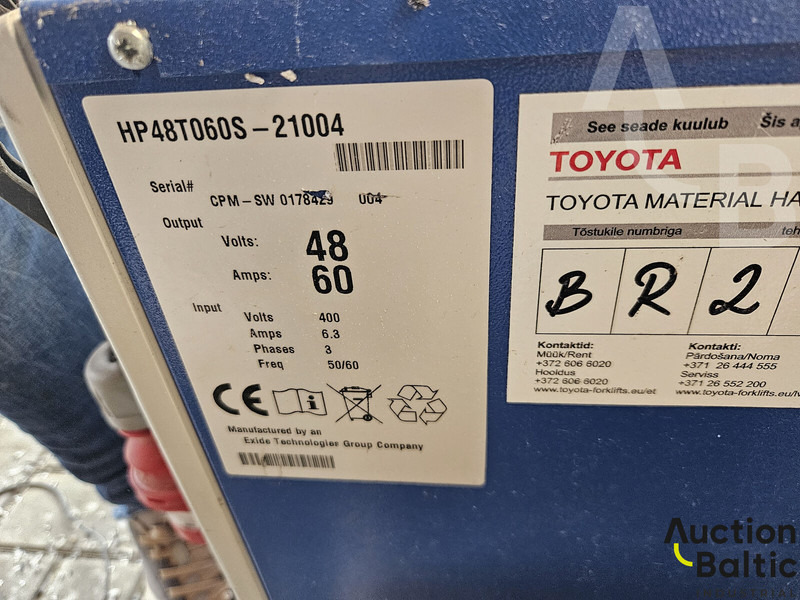 HP48T060S-21004
Serial#
CPM-SW 0178429 004
Output
Volts: 48
Amps: 60
Input
Volts 400
Amps 6.3
Phases 3
Freq 50/60
CE
Manufactured by an
Exide Technologies Group Company
See seade kuulub Šis
TOYOTA
TOYOTA MATERIAL
Tõstukile numbriga
B R 2
Kontaktid: Kontakti:
Müük/Rent Pārdošana/Noma
+372 606 6020 +371 26 444 555
Hooldus Serviss
+372 606 6020 +371 26 552 200
www.toyota-forklifts.eu/et www.toyota-forklifts.eu/lv
Auction
Baltic